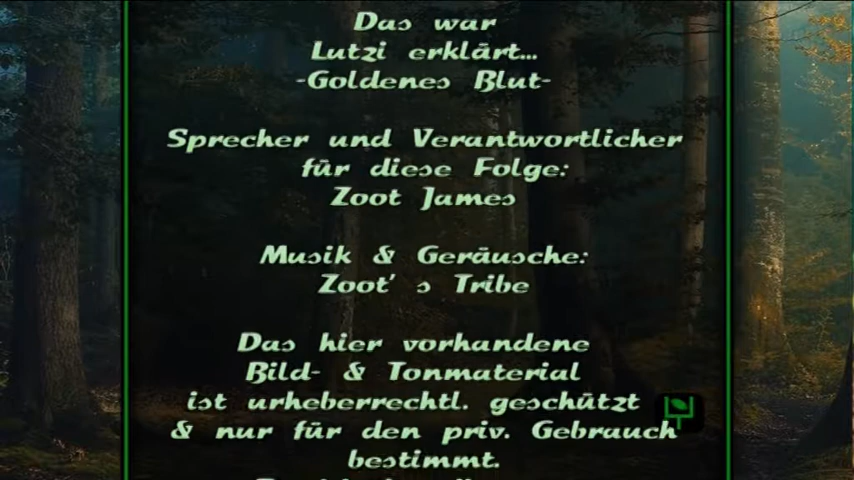 Das war
Lutzi erklärt...
-Goldenes Blut-
Sprecher und Verantwortlicher
für diese Folge:
Zoot James
Musik & Geräusche:
Zoot' s Tribe
Das hier vorhandene
Bild- & Tonmaterial
ist urheberrechtl. geschützt
& nur für den priv. Gebrauch
bestimmt.